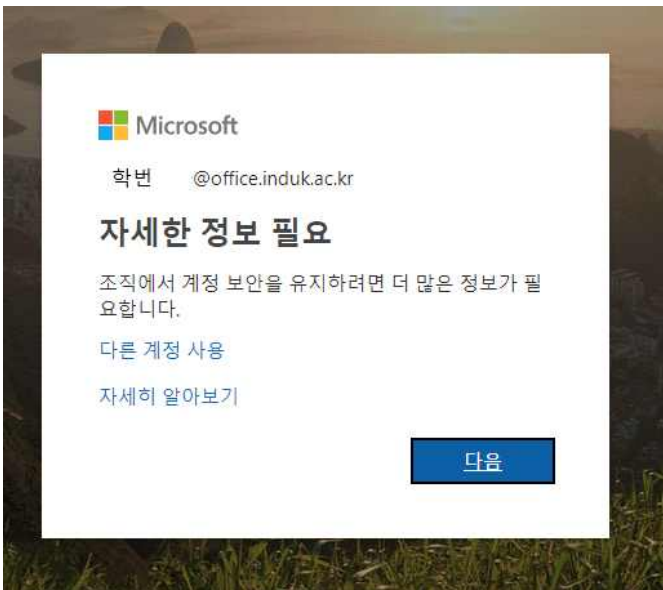 Microsoft
학번 @office.induk.ac.kr
자세한 정보 필요
조직에서 계정 보안을 유지하려면 더 많은 정보가 필
요합니다.
다른 계정 사용
자세히 알아보기
다음